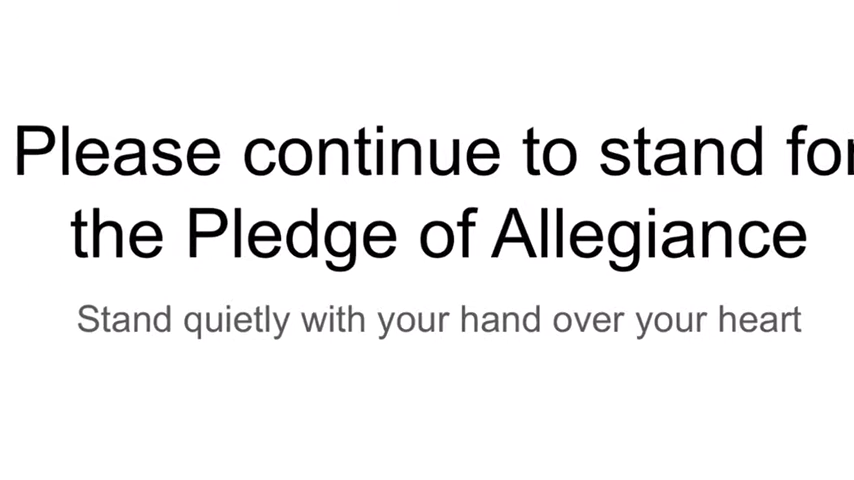 Please continue to stand for
the Pledge of Allegiance
Stand quietly with your hand over your heart